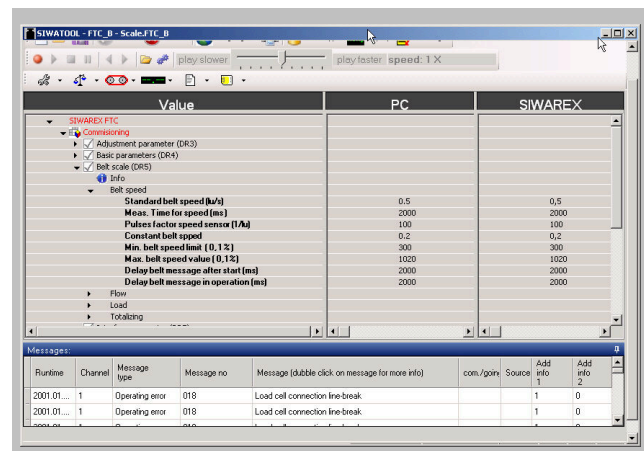 SIWATOOL - FTC_B - Scale.FTC_B
play slower
play faster speed: 1 X
Value PC SIWAREX
SIWAREX FTC
Commisioning
Adjustment parameter (DR3)
Basic parameters (DR4)
Belt scale (DR5)
Info
Belt speed
Standard belt speed (lu/s) 0.5 0,5
Meas. Time for speed (ms) 2000 2000
Pulses factor speed sensor (1/lu) 100 100
Constant belt spped 0.2 0,2
Min. belt speed limit ( 0,1 %) 300 300
Max. belt speed value ( 0,1%) 1020 1020
Delay belt message after start (ms) 2000 2000
Delay belt message in operation (ms) 2000 2000
Flow
Load
Totalizing
Messages:
Runtime Channel Message type Message no Message (dubble click on message for more info) com./goin Source Add info 1 Add info 2
2001.01.... 1 Operating error 018 Load cell connection line-break 1 0
2001.01.... 1 Operating error 018 Load cell connection line-break 1 0